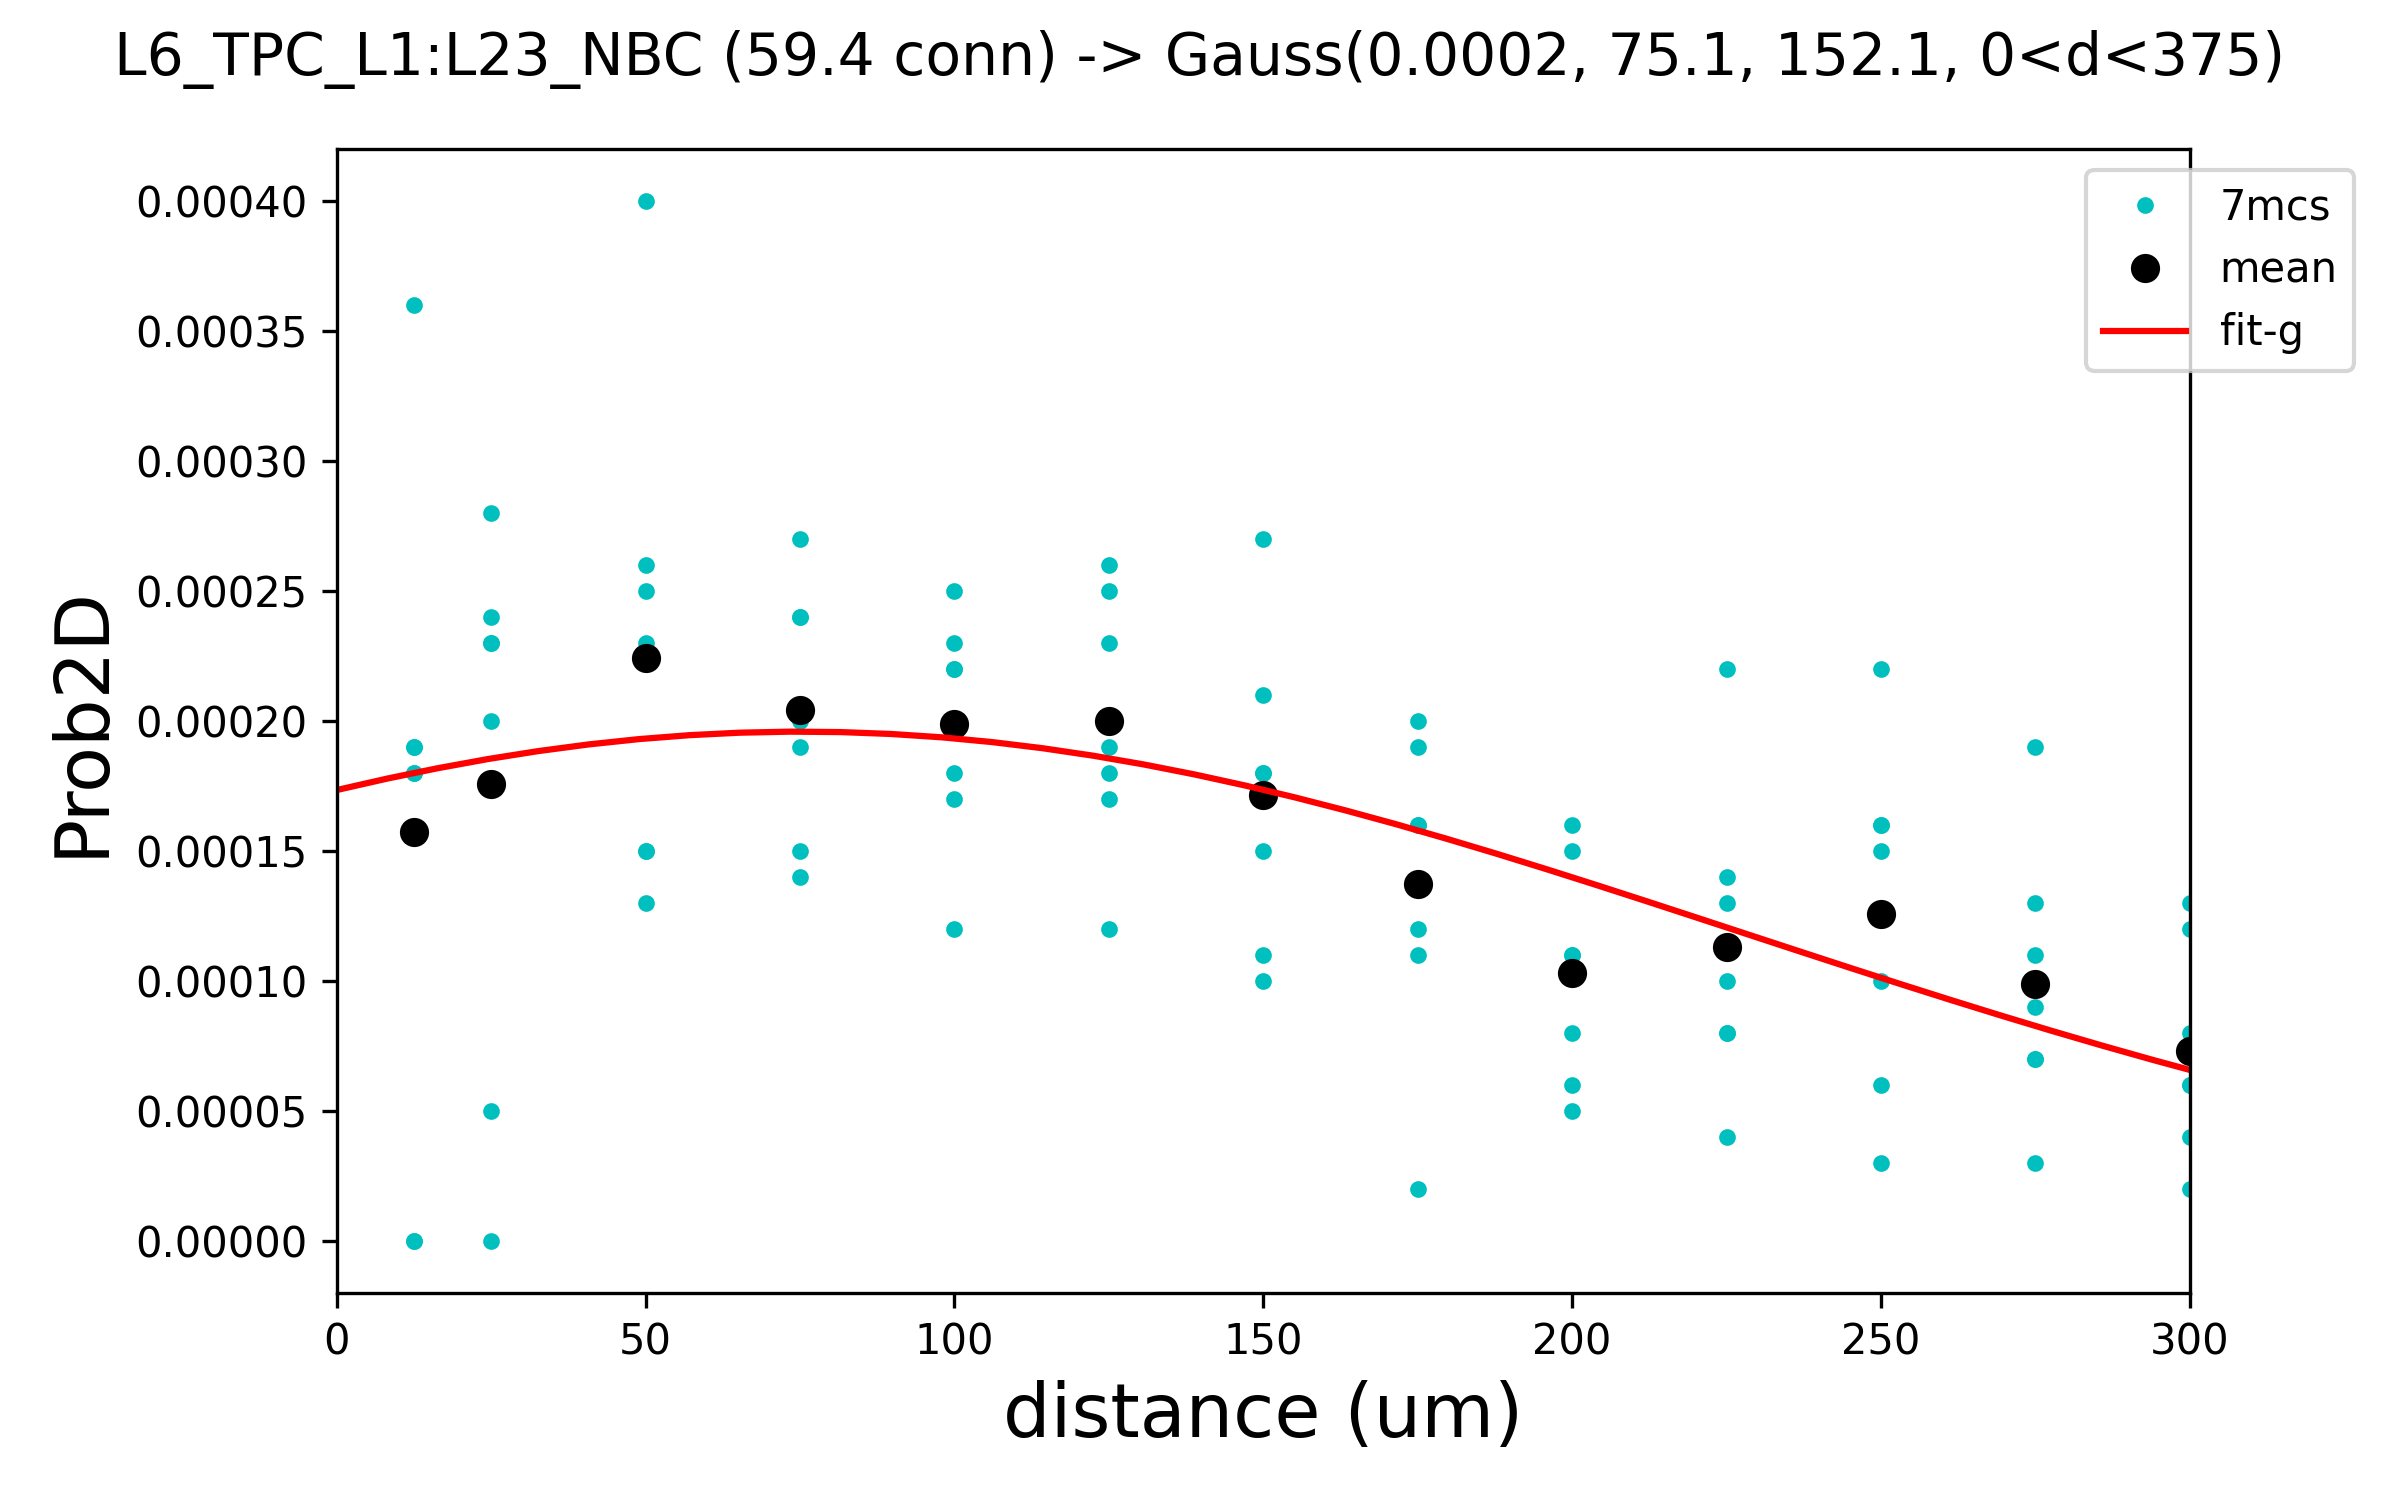 L6_TPC_L1:L23_NBC (59.4 conn) -> Gauss(0.0002, 75.1, 152.1, 0<d<375)
7mcs
mean
fit-g
Prob2D
0.00040
0.00035
0.00030
0.00025
0.00020
0.00015
0.00010
0.00005
0.00000
0 50 100 150 200 250 300
distance (um)